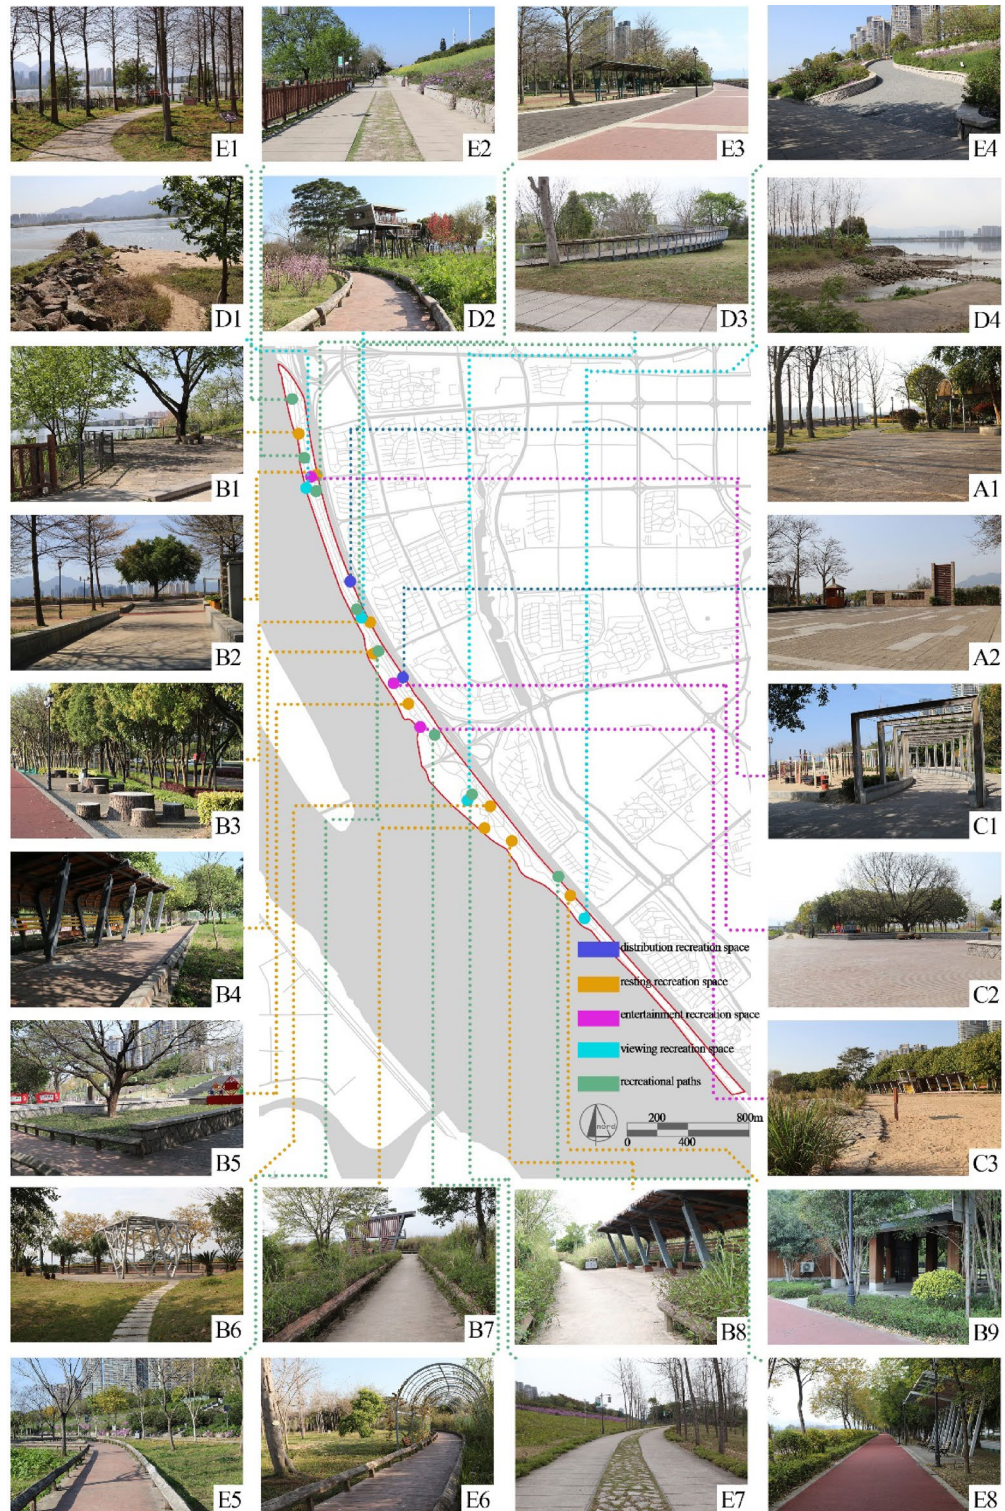 E1
E2
E3
E4
D1
D2
D3
D4
B1
A1
B2
A2
B3
C1
distribution recreation space
resting recreation space
entertainment recreation space
viewing recreation space
recreational paths
nord
200
800m
0
400
B4
C2
B5
C3
B6
B7
B8
B9
E5
E6
E7
E8